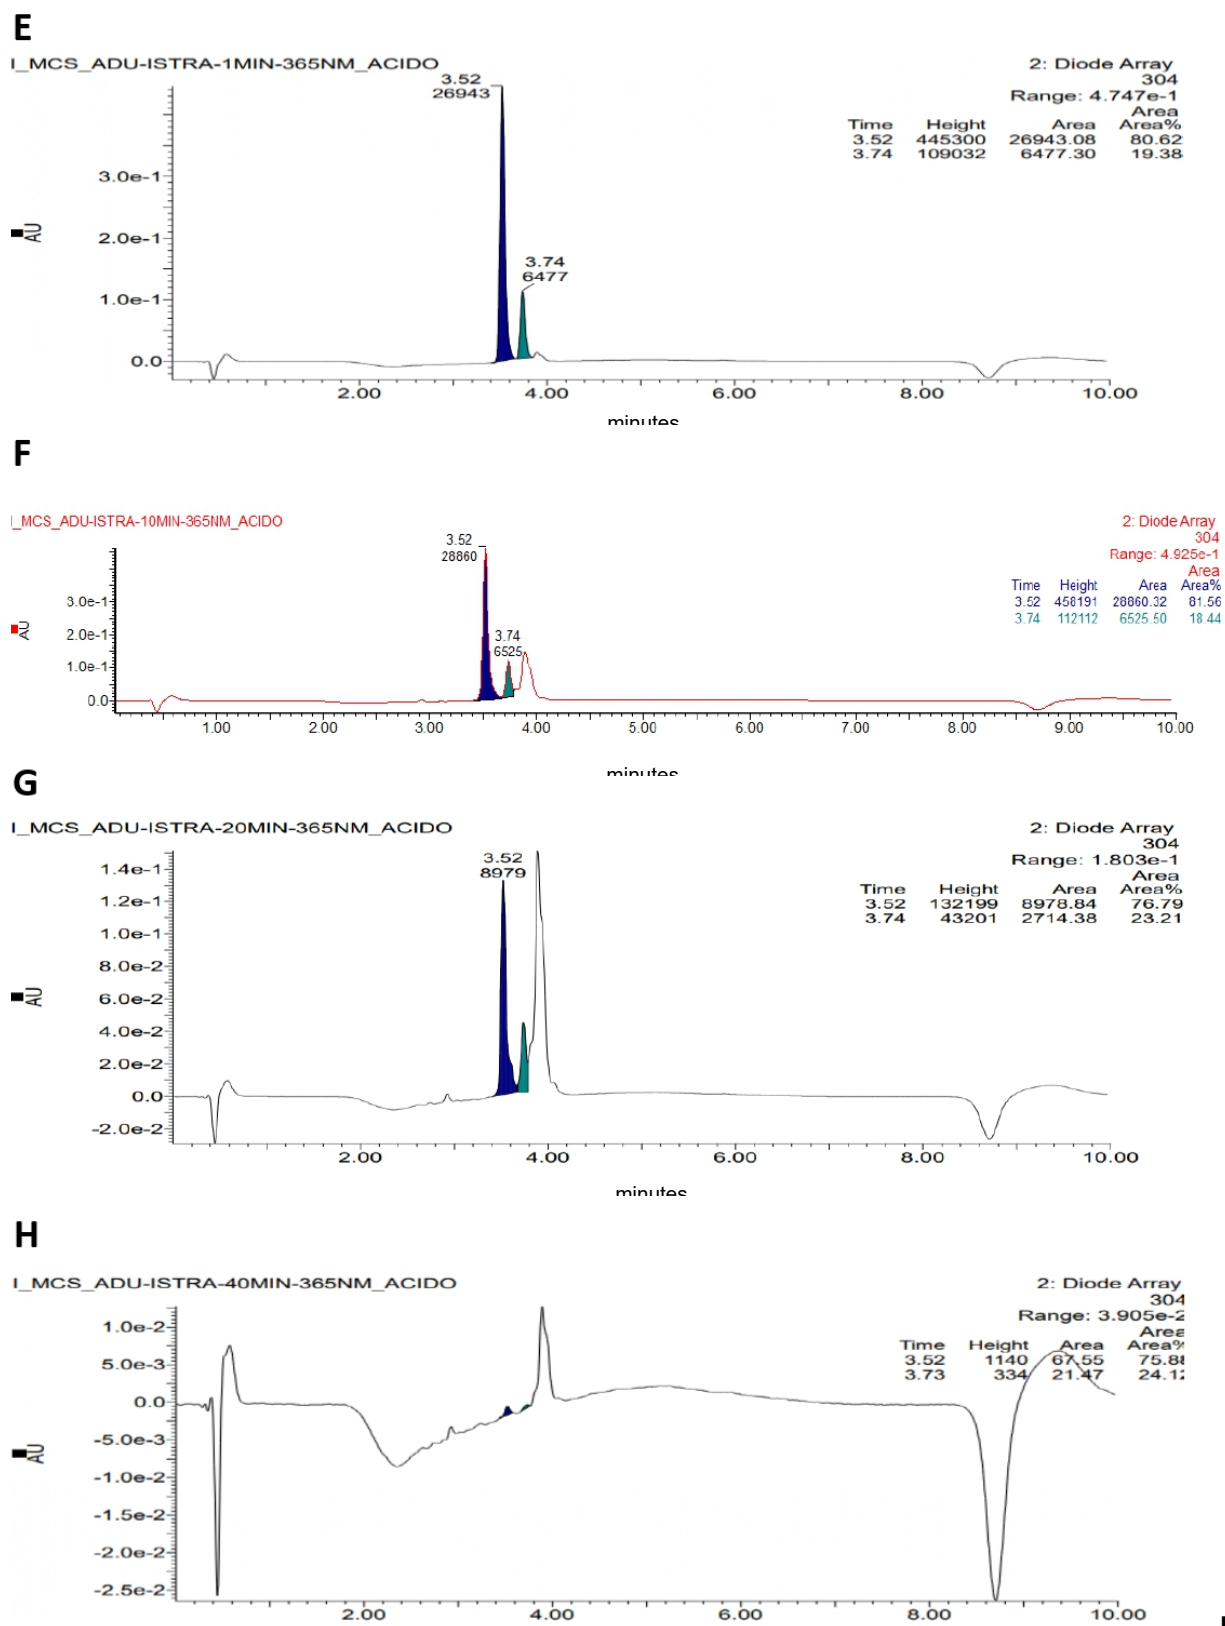 E
I_MCS_ADU-ISTRA-1MIN-365NM_ACIDO
2: Diode Array
304
Range: 4.747e-1
Area
Time Height Area Area%
3.52 445300 26943.08 80.62
3.74 109032 6477.30 19.38
3.52
26943
3.74
6477
3.0e-1
2.0e-1
1.0e-1
0.0
AU
2.00 4.00 6.00 8.00 10.00
minutes
F
I_MCS_ADU-ISTRA-10MIN-365NM_ACIDO
2: Diode Array
304
Range: 4.925e-1
Area
Time Height Area Area%
3.52 458191 28860.32 81.56
3.74 112112 6525.50 18.44
3.52
28860
3.74
6525
3.0e-1
2.0e-1
1.0e-1
0.0
AU
1.00 2.00 3.00 4.00 5.00 6.00 7.00 8.00 9.00 10.00
minutes
G
I_MCS_ADU-ISTRA-20MIN-365NM_ACIDO
2: Diode Array
304
Range: 1.803e-1
Area
Time Height Area Area%
3.52 132199 8978.84 76.79
3.74 43201 2714.38 23.21
3.52
8979
1.4e-1
1.2e-1
1.0e-1
8.0e-2
6.0e-2
4.0e-2
2.0e-2
0.0
-2.0e-2
AU
2.00 4.00 6.00 8.00 10.00
minutes
H
I_MCS_ADU-ISTRA-40MIN-365NM_ACIDO
2: Diode Array
304
Range: 3.905e-2
Area
Time Height Area Area%
3.52 1140 67.55 75.88
3.73 334 21.47 24.12
1.0e-2
5.0e-3
0.0
-5.0e-3
-1.0e-2
-1.5e-2
-2.0e-2
-2.5e-2
AU
2.00 4.00 6.00 8.00 10.00